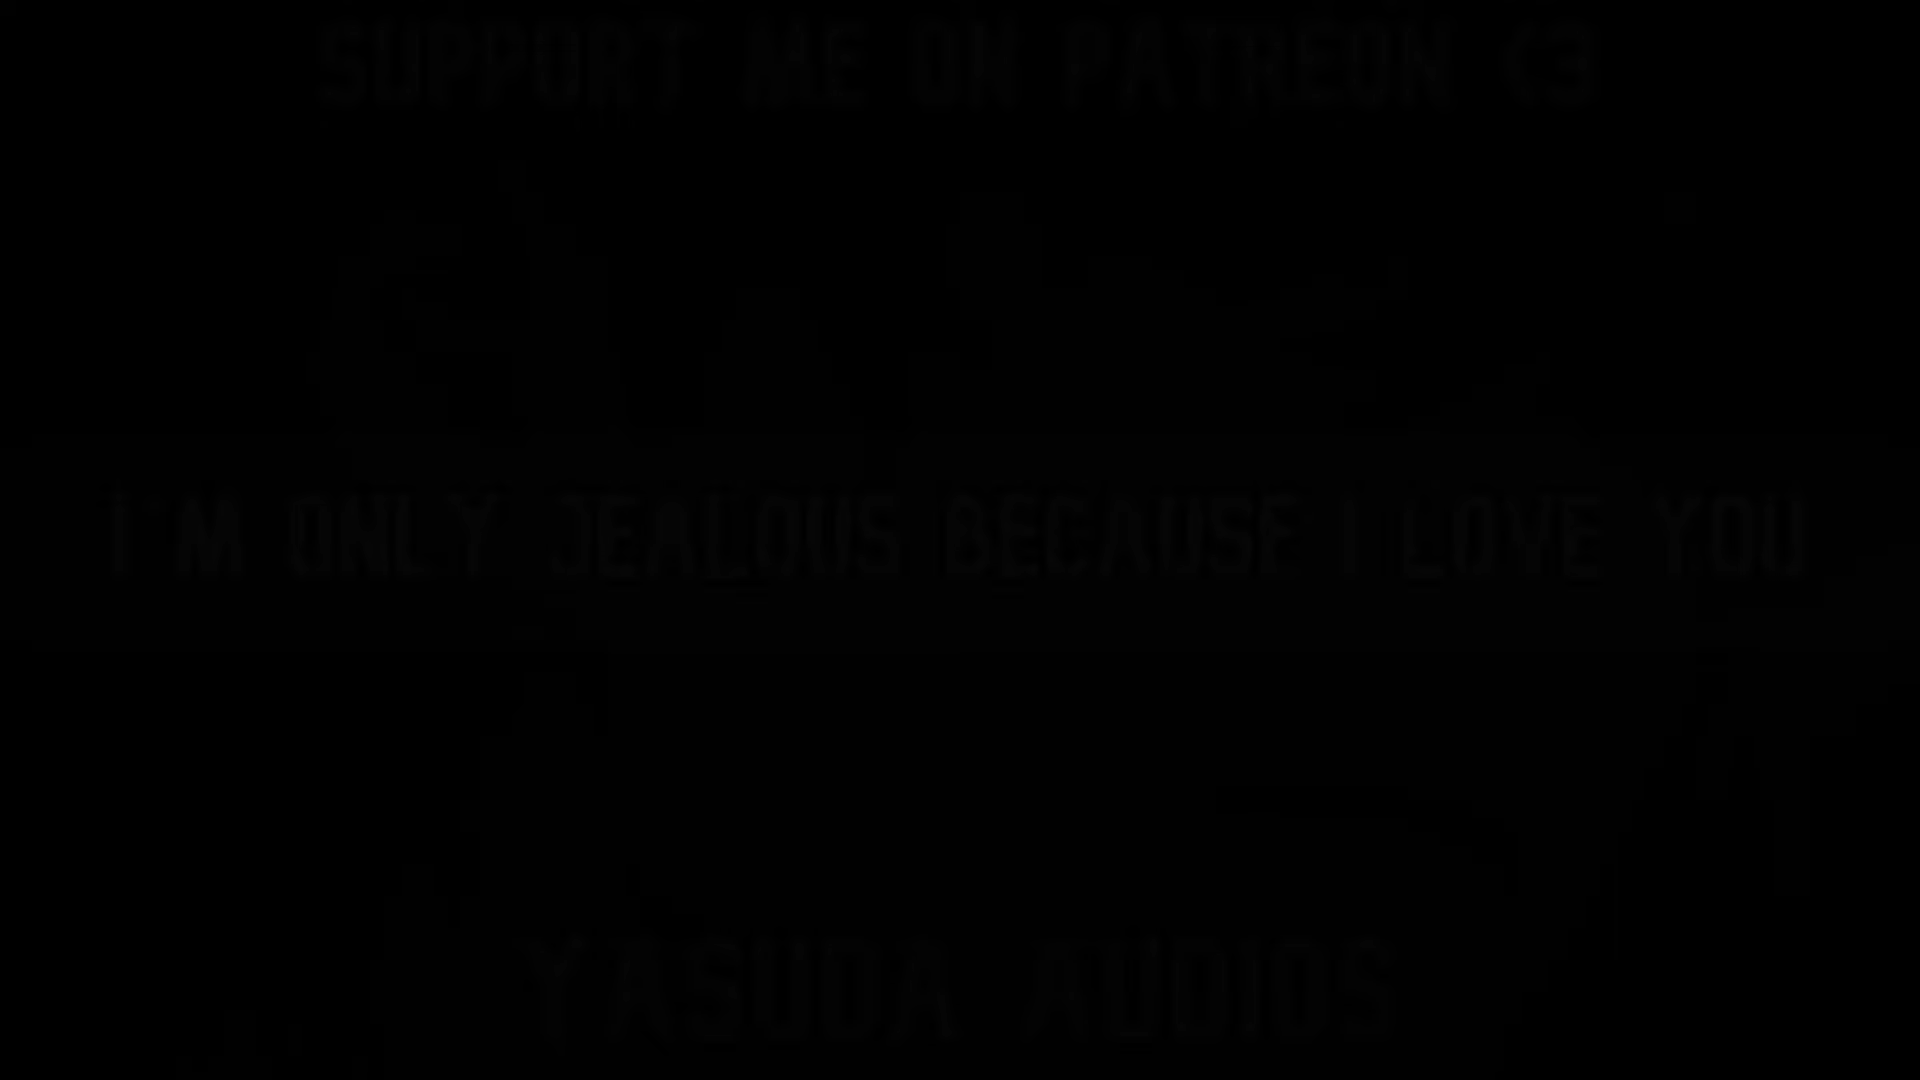 SUPPORT ME ON PATREON <3
I'M ONLY JEALOUS BECAUSE I LOVE YOU
YASUDA AUDIOS